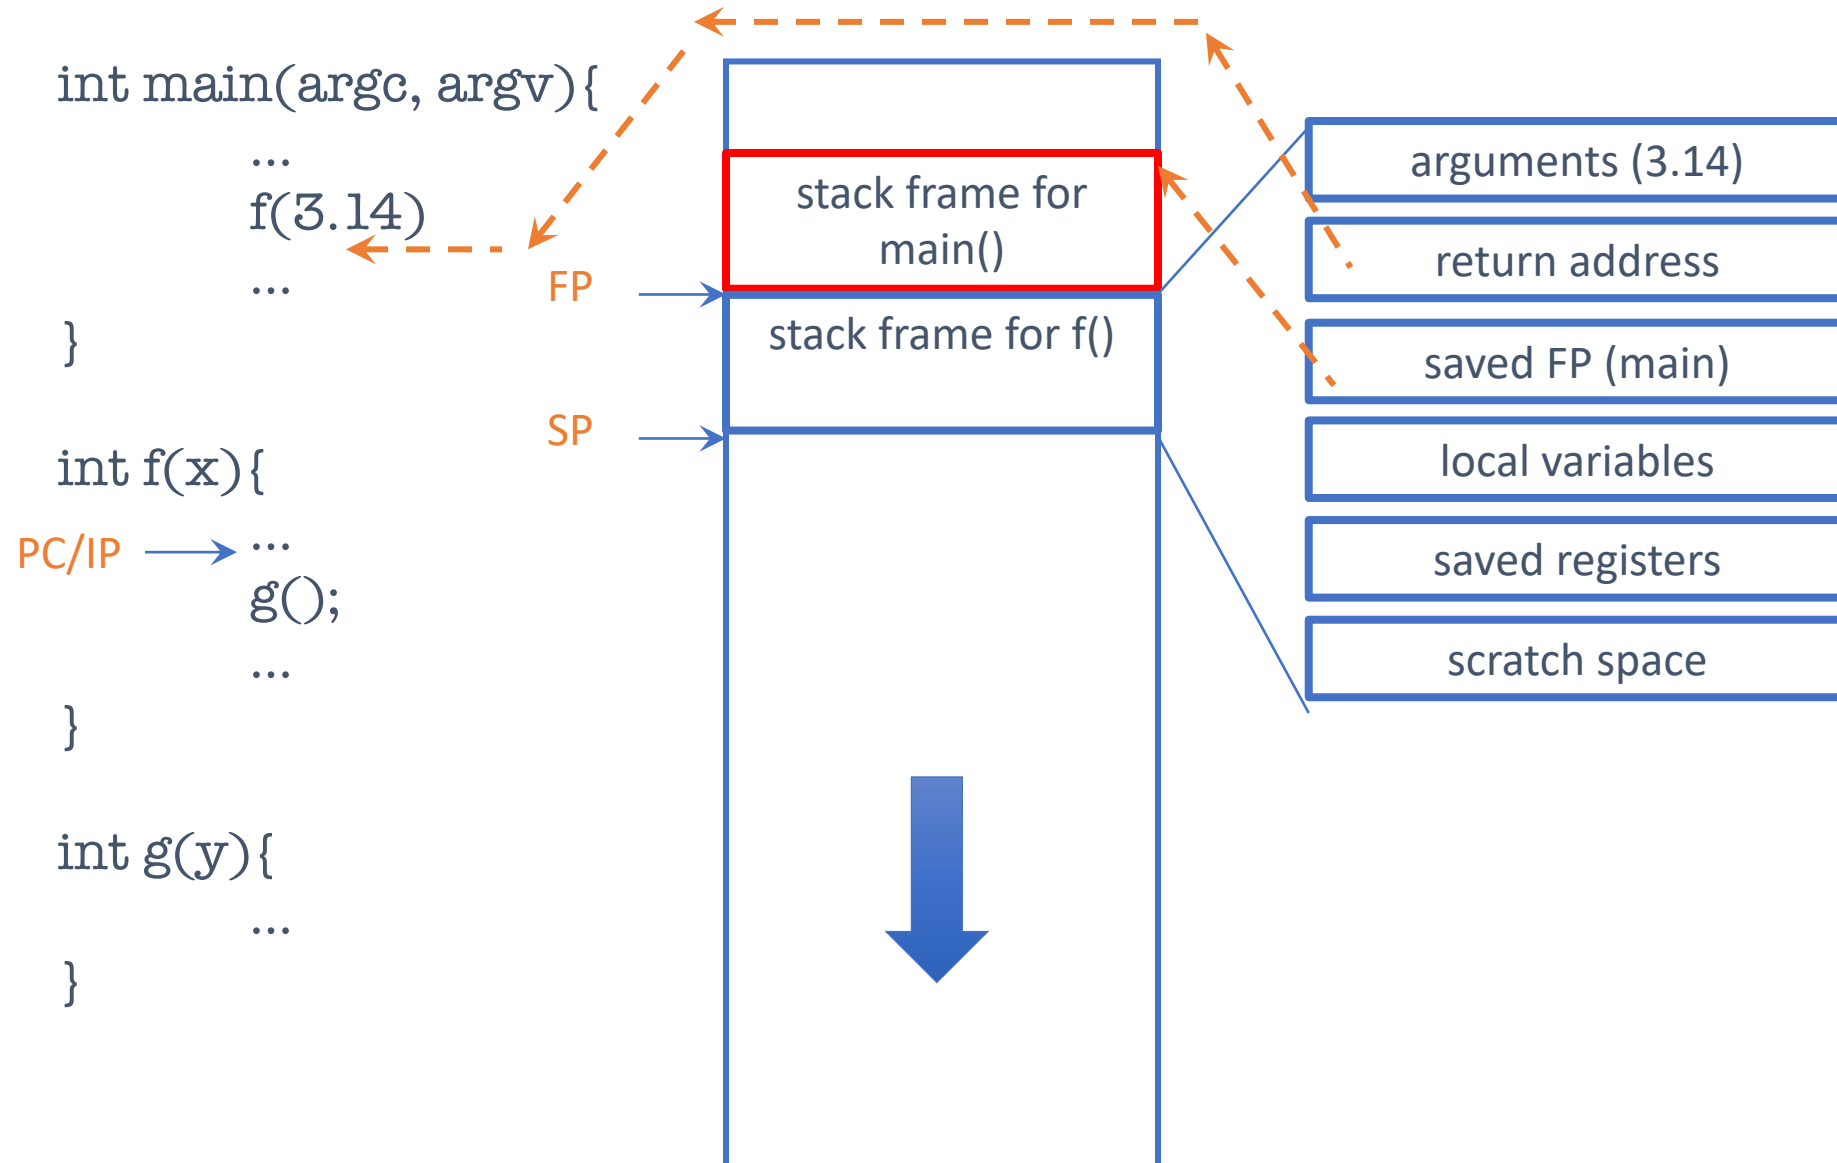 int main(argc, argv){
...
f(3.14)
...
}
int f(x){
PC/IP
...
g();
...
}
int g(y){
...
}
FP
SP
stack frame for
main()
stack frame for f()
arguments (3.14)
return address
saved FP (main)
local variables
saved registers
scratch space